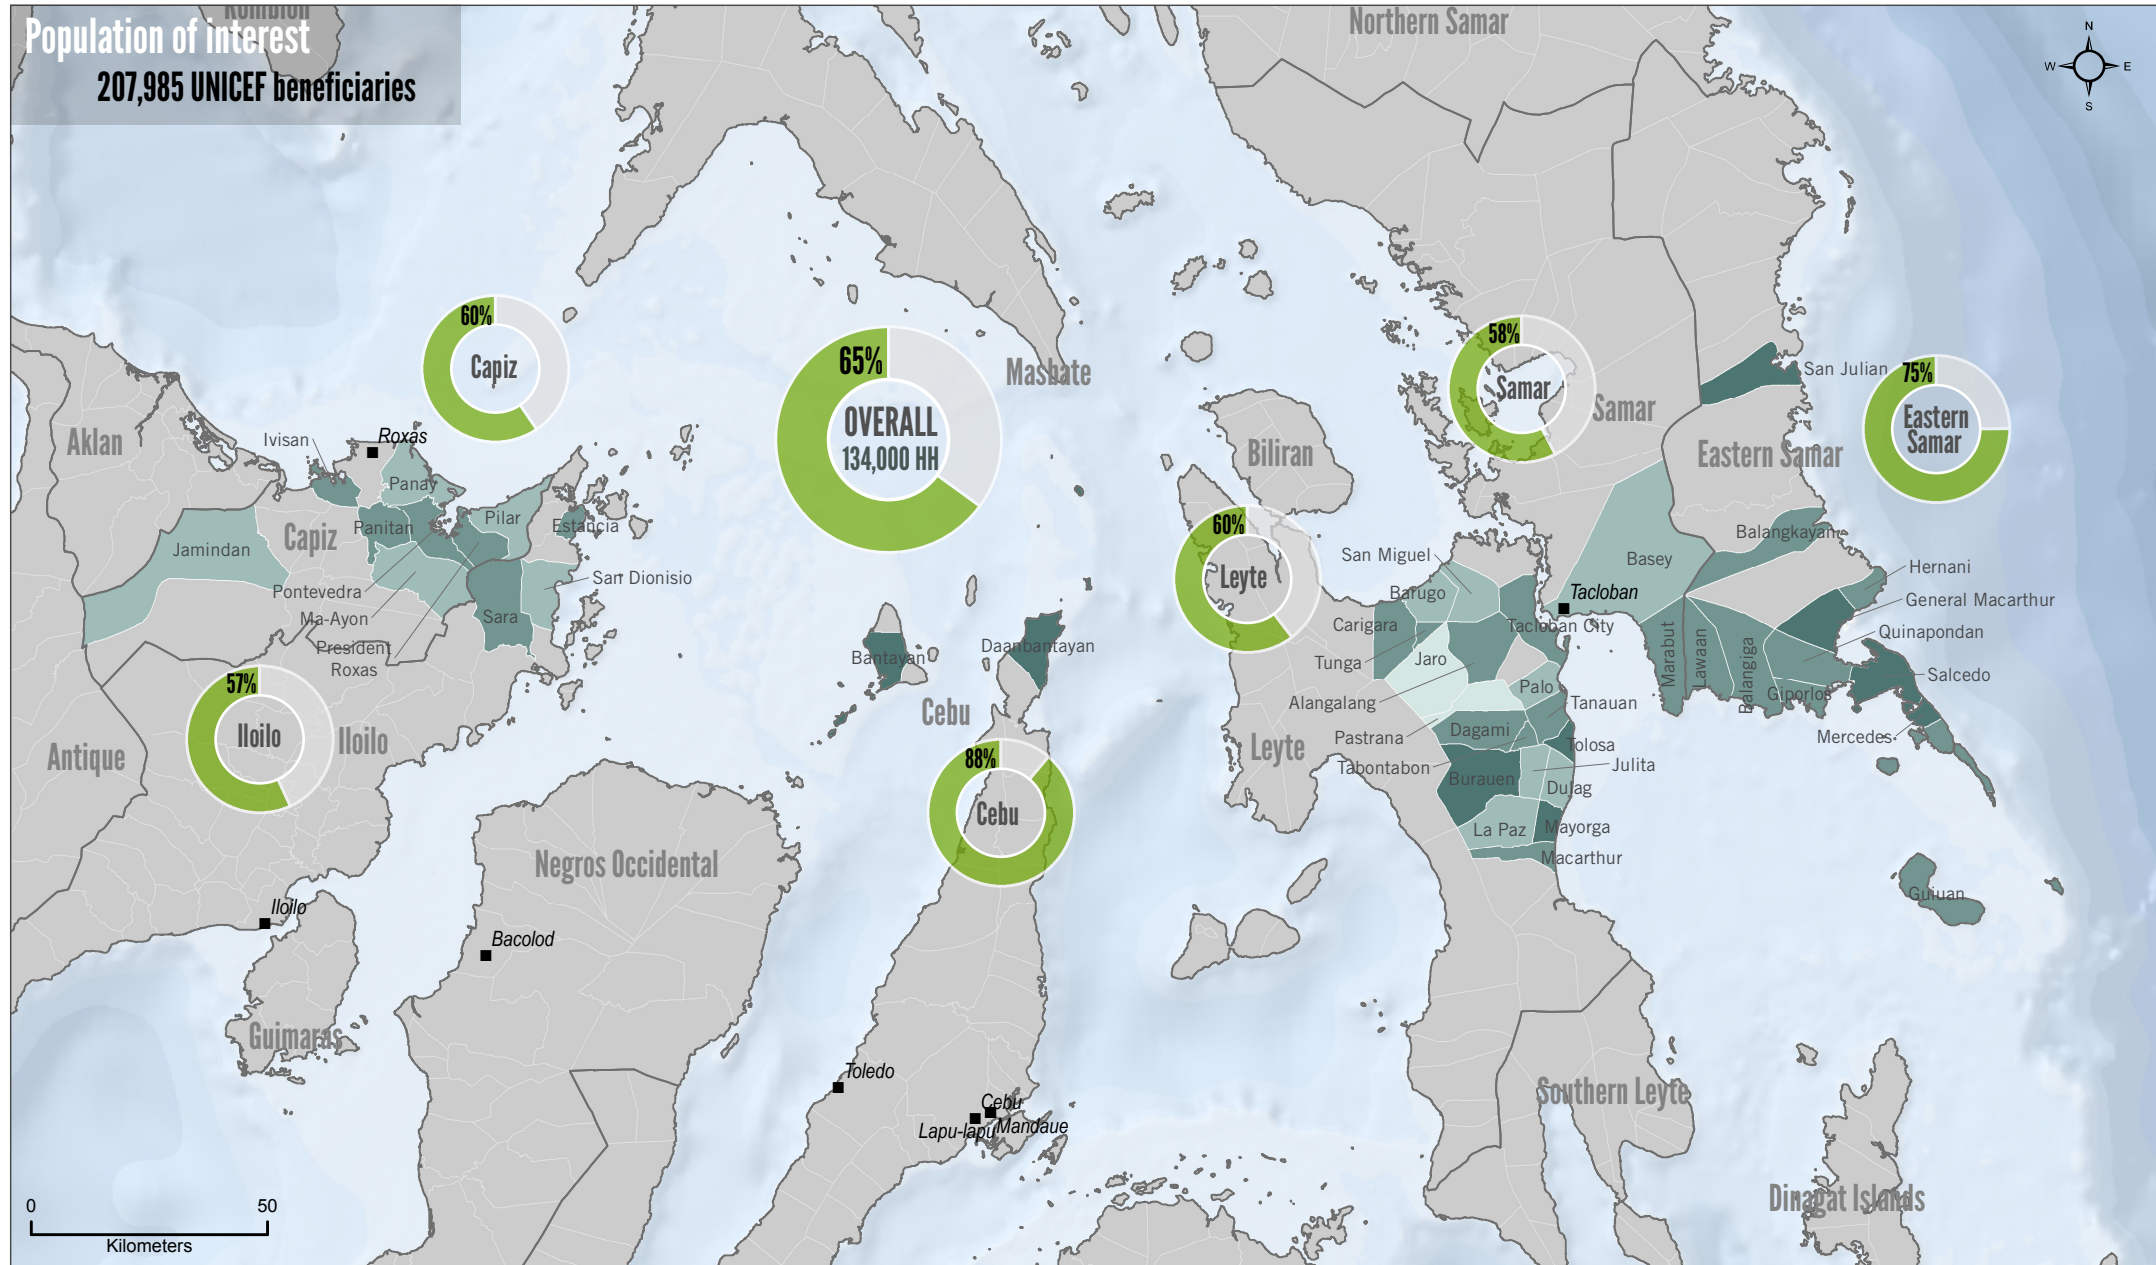 Romblon
Population of interest
207,985 UNICEF beneficiaries
Northern Samar
N
W
E
S
60%
Capiz
65%
OVERALL
134,000 HH
Masbate
58%
Samar
Samar
San Julian
75%
Eastern
Samar
Eastern Samar
Aklan
Ivisan
Roxas
Panay
Capiz
Panitan
Pilar
Estancia
Jamindan
Pontevedra
Ma-Ayon
President
Roxas
Sara
San Dionisio
Biliran
60%
Leyte
San Miguel
Barugo
Carigara
Tunga
Jaro
Alangalang
Pastrana
Tabontabon
Dagami
Burauen
Tacloban
Tacloban City
Palo
Tanauan
Tolosa
Julita
Dulag
La Paz
Mayorga
Macarthur
Leyte
Basey
Balangkayan
Hernani
General Macarthur
Quinapondan
Salcedo
Mercedes
Marabut
Lawaan
Balangiga
Giporlos
Guiuan
Bantayan
Daanbantayan
Cebu
88%
Cebu
57%
Iloilo
Iloilo
Antique
Negros Occidental
Iloilo
Bacolod
Guimaras
Toledo
Cebu
Lapu-lapu
Mandaue
Southern Leyte
Dinagat Islands
0
50
Kilometers